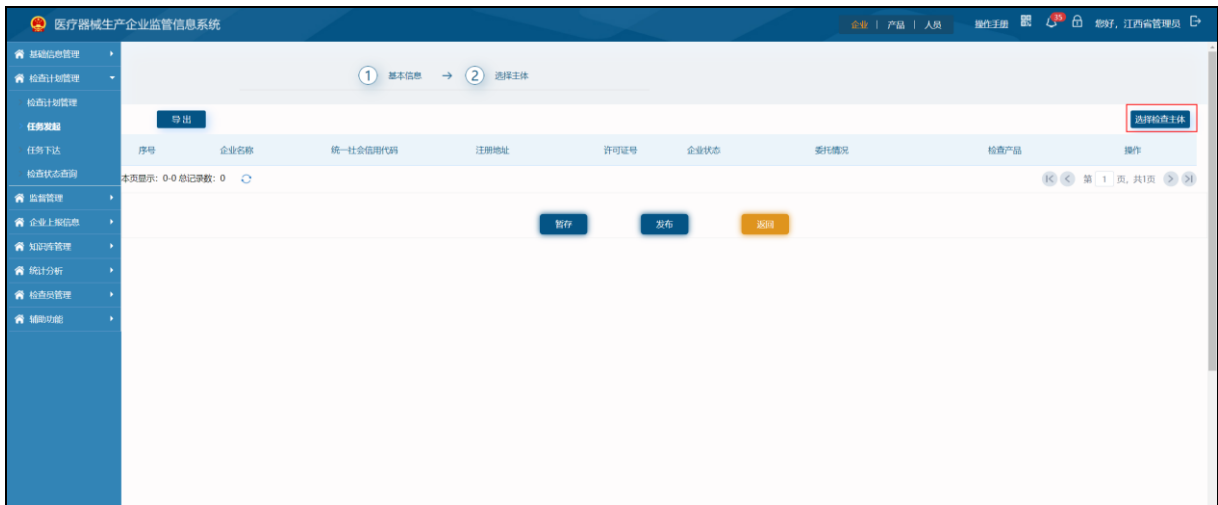 医疗器械生产企业监管信息系统
企业 | 产品 | 人员 操作手册 35 您好，江西省管理员
基础信息管理
检查计划管理
检查计划管理
任务发起
任务下达
检查状态查询
监督管理
企业上报信息
知识库管理
统计分析
检查员管理
辅助功能
1 基本信息 → 2 选择主体
导出 选择检查主体
序号 企业名称 统一社会信用代码 注册地址 许可证号 企业状态 委托情况 检查产品 操作
本页显示：0-0 总记录数：0 第 1 页，共1页
暂存 发布 返回